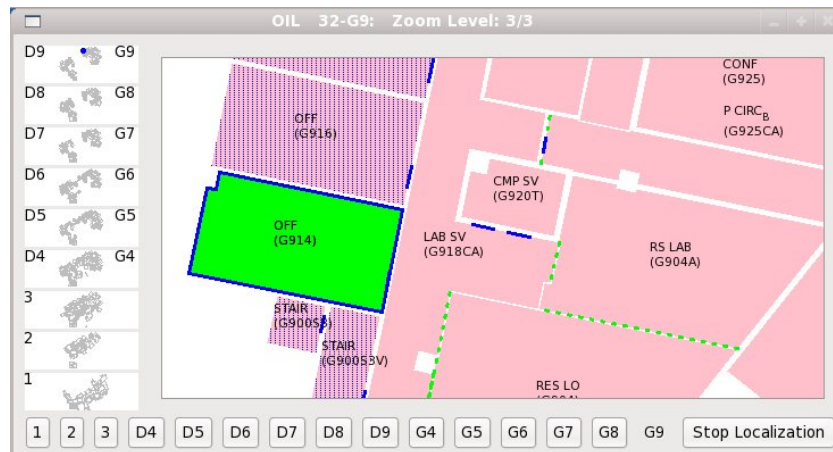 OIL 32-G9: Zoom Level: 3/3
D9 G9
D8 G8
D7 G7
D6 G6
D5 G5
D4 G4
3
2
1
OFF
(G916)
OFF
(G914)
STAIR
(G900SB)
STAIR
(G900S3V)
LAB SV
(G918CA)
CMP SV
(G920T)
CONF
(G925)
P CIRC_B
(G925CA)
RS LAB
(G904A)
RES LO
(G904)
1 2 3 D4 D5 D6 D7 D8 D9 G4 G5 G6 G7 G8 G9 Stop Localization